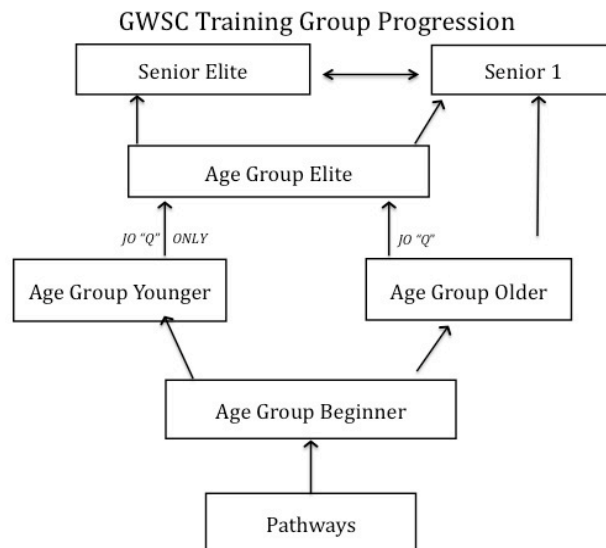 GWSC Training Group Progression
Senior Elite
Senior 1
Age Group Elite
JO "Q" ONLY
JO "Q"
Age Group Younger
Age Group Older
Age Group Beginner
Pathways